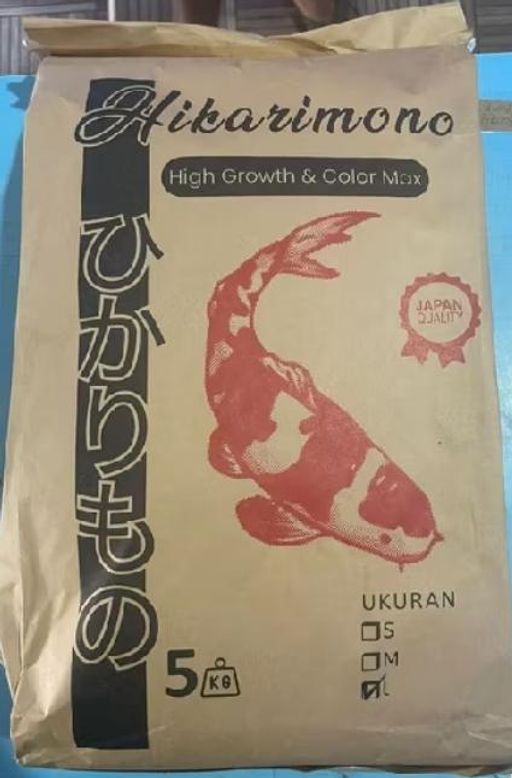 Hikarimono
High Growth & Color Max
ひかりもの
JAPAN
QUALITY
UKURAN
S
M
L
5 KG